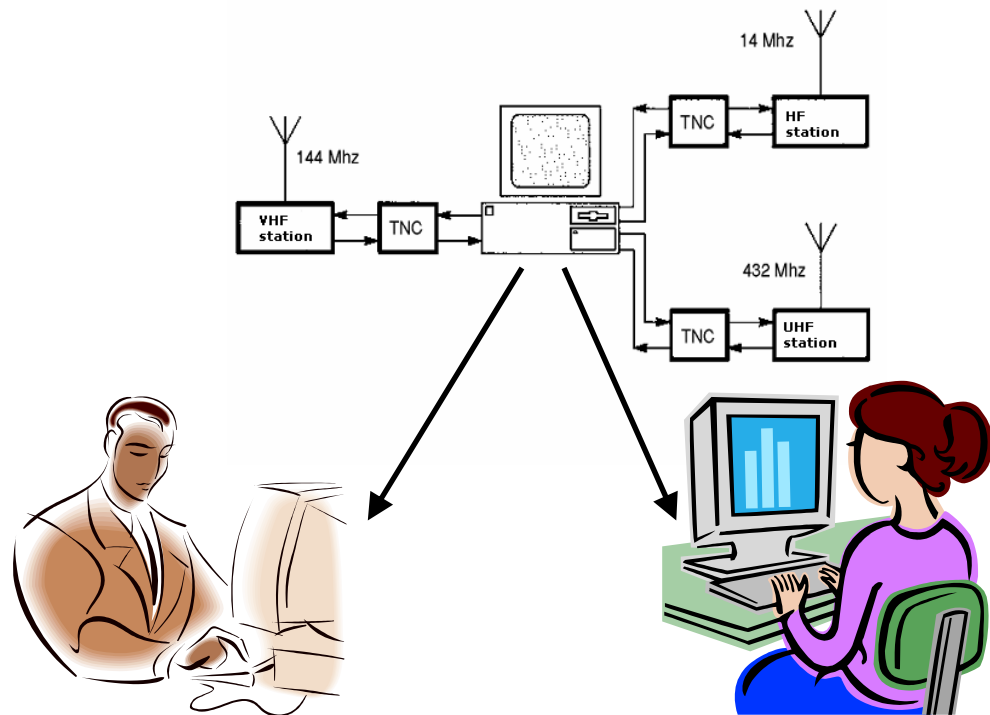 14 Mhz
TNC
HF
station
144 Mhz
VHF
station
TNC
432 Mhz
TNC
UHF
station